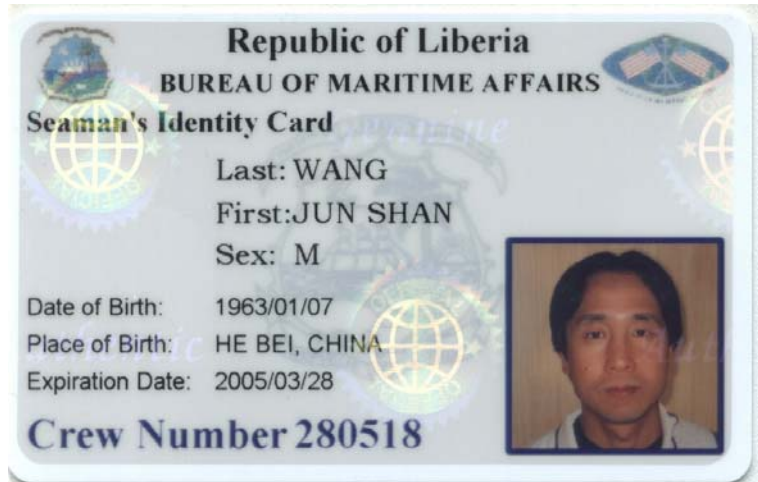 Republic of Liberia
BUREAU OF MARITIME AFFAIRS
Seaman's Identity Card
Last: WANG
First:JUN SHAN
Sex: M
Date of Birth: 1963/01/07
Place of Birth: HE BEI, CHINA
Expiration Date: 2005/03/28
Crew Number 280518